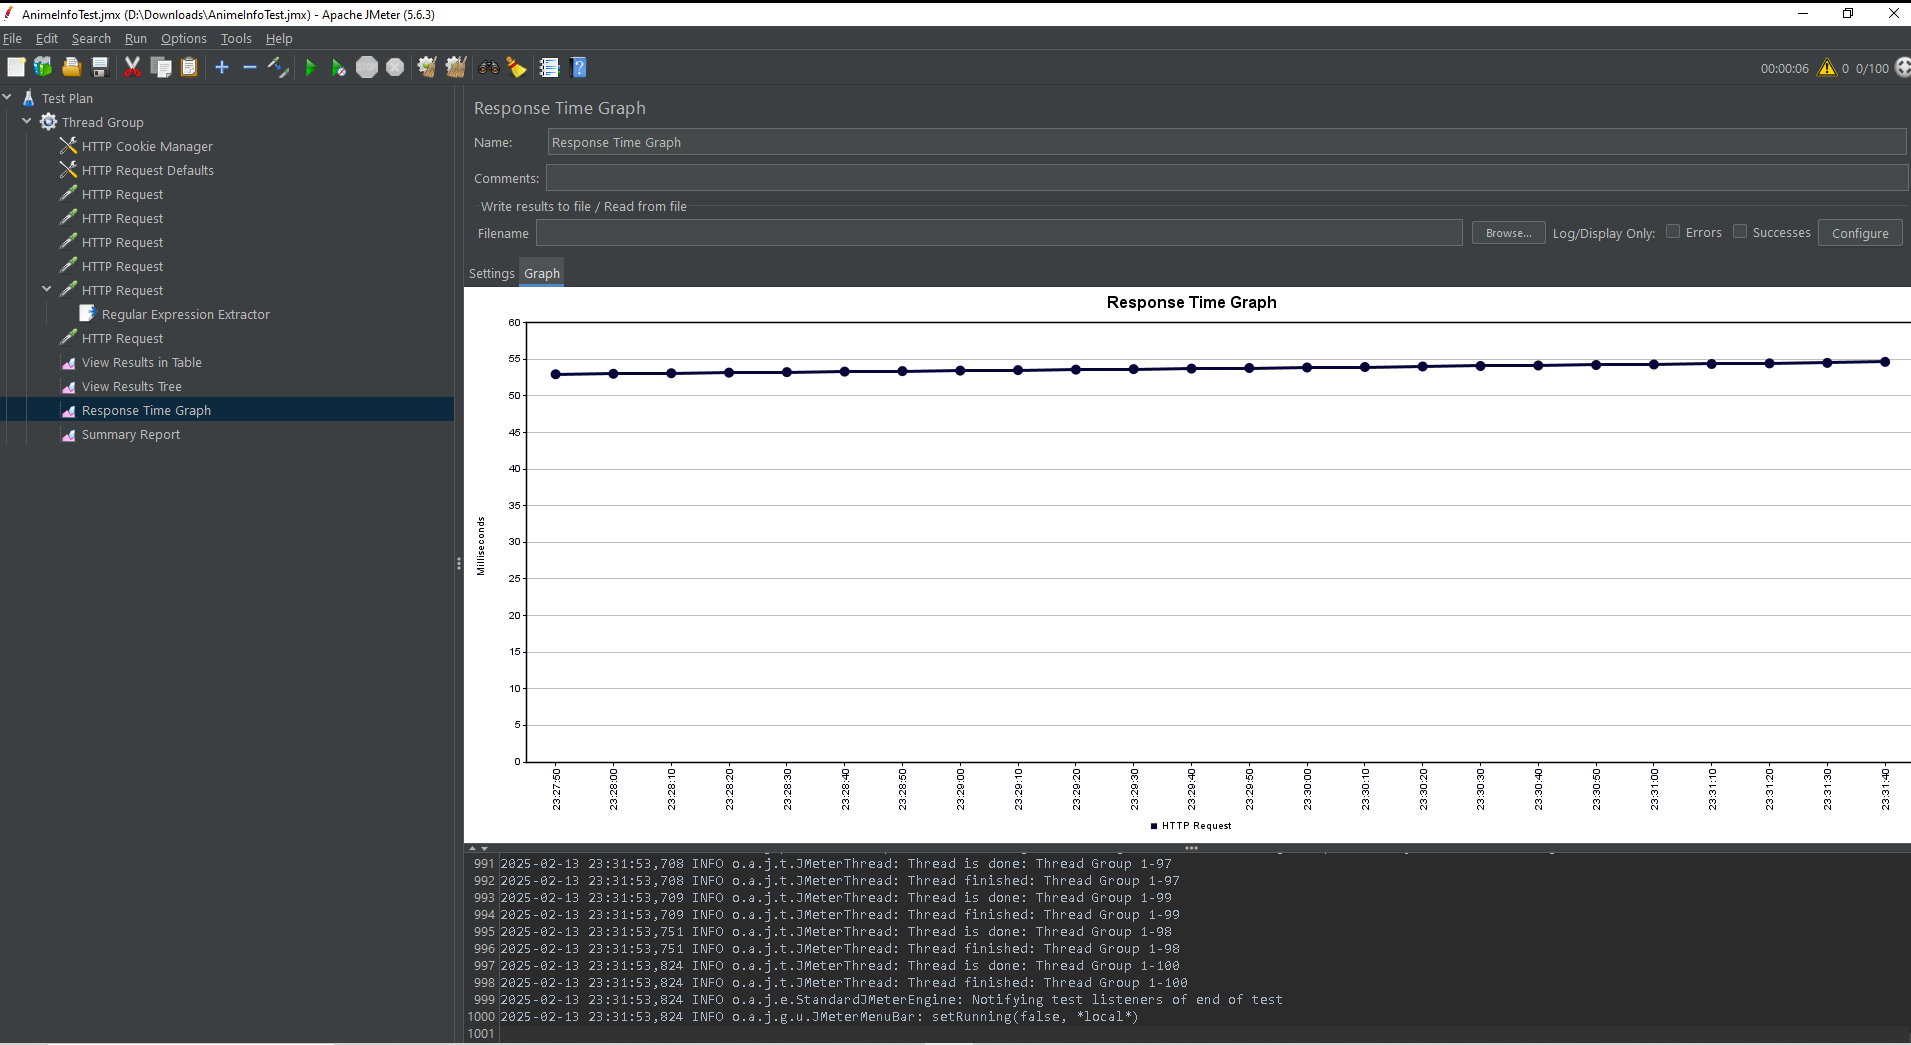 AnimeInfoTest.jmx (D:\Downloads\AnimeInfoTest.jmx) - Apache JMeter (5.6.3)
File Edit Search Run Options Tools Help
00:00:06 0 0/100
Test Plan
Thread Group
HTTP Cookie Manager
HTTP Request Defaults
HTTP Request
HTTP Request
HTTP Request
HTTP Request
HTTP Request
Regular Expression Extractor
HTTP Request
View Results in Table
View Results Tree
Response Time Graph
Summary Report
Response Time Graph
Name: Response Time Graph
Comments:
Write results to file / Read from file
Filename Browse... Log/Display Only: Errors Successes Configure
Settings Graph
Response Time Graph
60
55
50
45
40
35
30
25
20
15
10
5
0
Milliseconds
23:27:50 23:28:00 23:28:10 23:28:20 23:28:30 23:28:40 23:28:50 23:29:00 23:29:10 23:29:20 23:29:30 23:29:40 23:29:50 23:30:00 23:30:10 23:30:20 23:30:30 23:30:40 23:30:50 23:31:00 23:31:10 23:31:20 23:31:30 23:31:40
HTTP Request
991 2025-02-13 23:31:53,708 INFO o.a.j.t.JMeterThread: Thread is done: Thread Group 1-97
992 2025-02-13 23:31:53,708 INFO o.a.j.t.JMeterThread: Thread finished: Thread Group 1-97
993 2025-02-13 23:31:53,709 INFO o.a.j.t.JMeterThread: Thread is done: Thread Group 1-99
994 2025-02-13 23:31:53,709 INFO o.a.j.t.JMeterThread: Thread finished: Thread Group 1-99
995 2025-02-13 23:31:53,751 INFO o.a.j.t.JMeterThread: Thread is done: Thread Group 1-98
996 2025-02-13 23:31:53,751 INFO o.a.j.t.JMeterThread: Thread finished: Thread Group 1-98
997 2025-02-13 23:31:53,824 INFO o.a.j.t.JMeterThread: Thread is done: Thread Group 1-100
998 2025-02-13 23:31:53,824 INFO o.a.j.t.JMeterThread: Thread finished: Thread Group 1-100
999 2025-02-13 23:31:53,824 INFO o.a.j.e.StandardJMeterEngine: Notifying test listeners of end of test
1000 2025-02-13 23:31:53,824 INFO o.a.j.g.u.JMeterMenuBar: setRunning(false, *local*)
1001